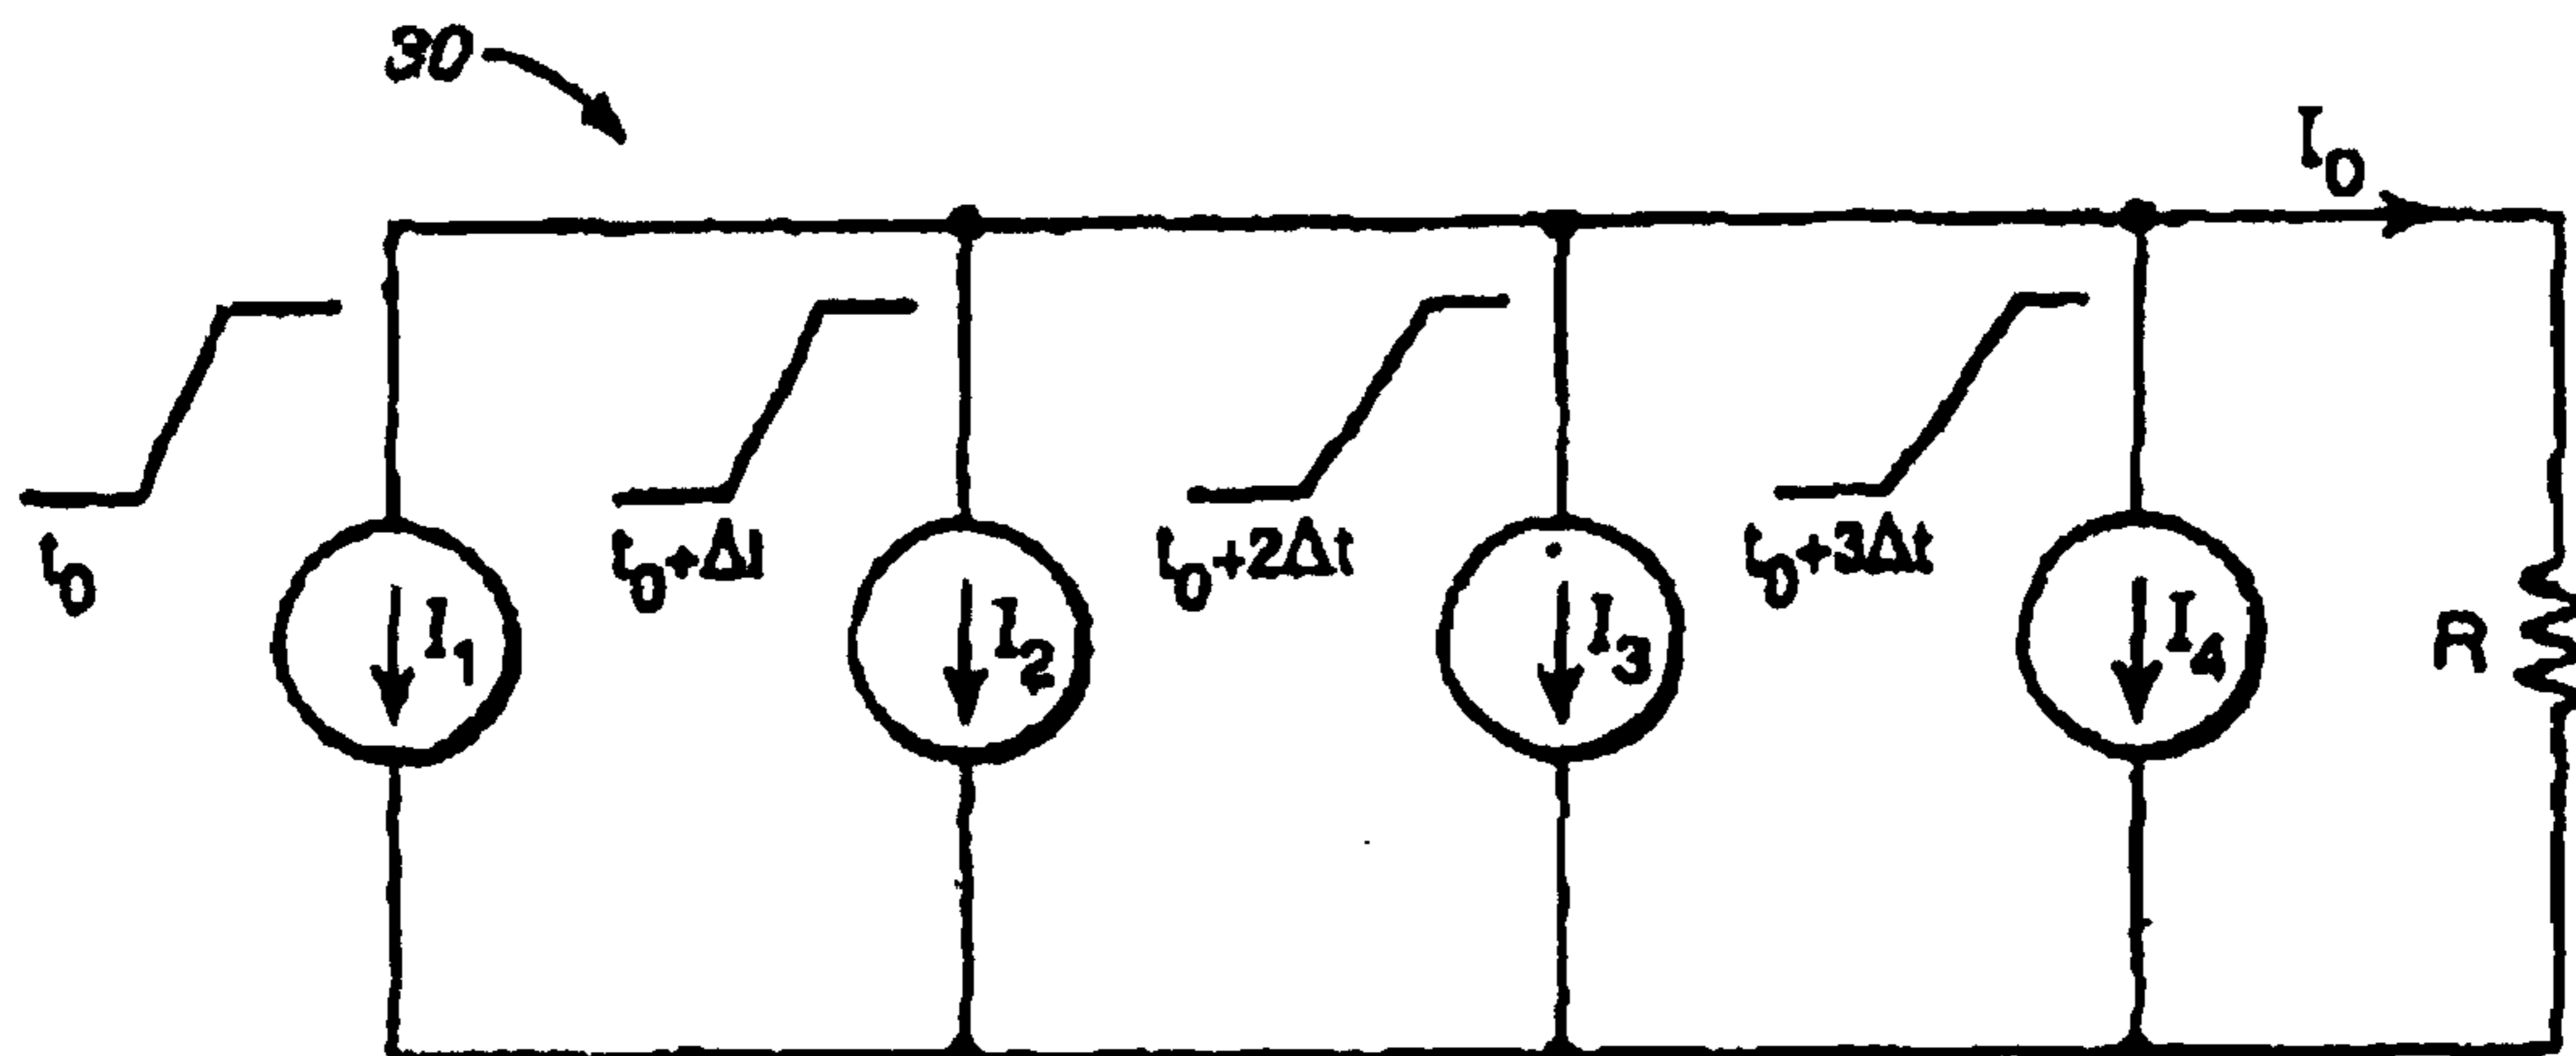 30
I₀
t₀
t₀+Δt
t₀+2Δt
t₀+3Δt
I₁
I₂
I₃
I₄
R